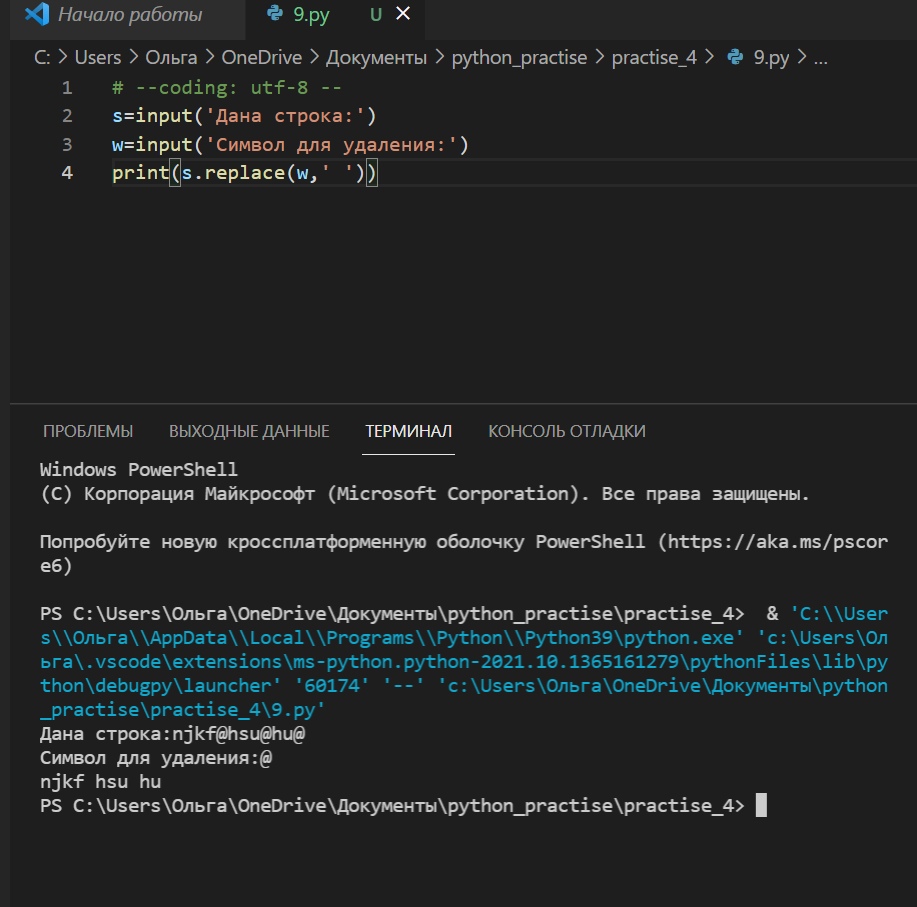 Начало работы 9.py U
C: > Users > Ольга > OneDrive > Документы > python_practise > practise_4 > 9.py > ...
1 # --coding: utf-8 --
2 s=input('Дана строка:')
3 w=input('Символ для удаления:')
4 print(s.replace(w,' '))
ПРОБЛЕМЫ ВЫХОДНЫЕ ДАННЫЕ ТЕРМИНАЛ КОНСОЛЬ ОТЛАДКИ
Windows PowerShell
(C) Корпорация Майкрософт (Microsoft Corporation). Все права защищены.
Попробуйте новую кроссплатформенную оболочку PowerShell (https://aka.ms/pscor
e6)
PS C:\Users\Ольга\OneDrive\Документы\python_practise\practise_4>  & 'C:\\User
s\\Ольга\\AppData\\Local\\Programs\\Python\\Python39\python.exe' 'c:\Users\Ол
ьга\.vscode\extensions\ms-python.python-2021.10.1365161279\pythonFiles\lib\py
thon\debugpy\launcher' '60174' '--' 'c:\Users\Ольга\OneDrive\Документы\python
_practise\practise_4\9.py'
Дана строка:njkf@hsu@hu@
Символ для удаления:@
njkf hsu hu
PS C:\Users\Ольга\OneDrive\Документы\python_practise\practise_4>